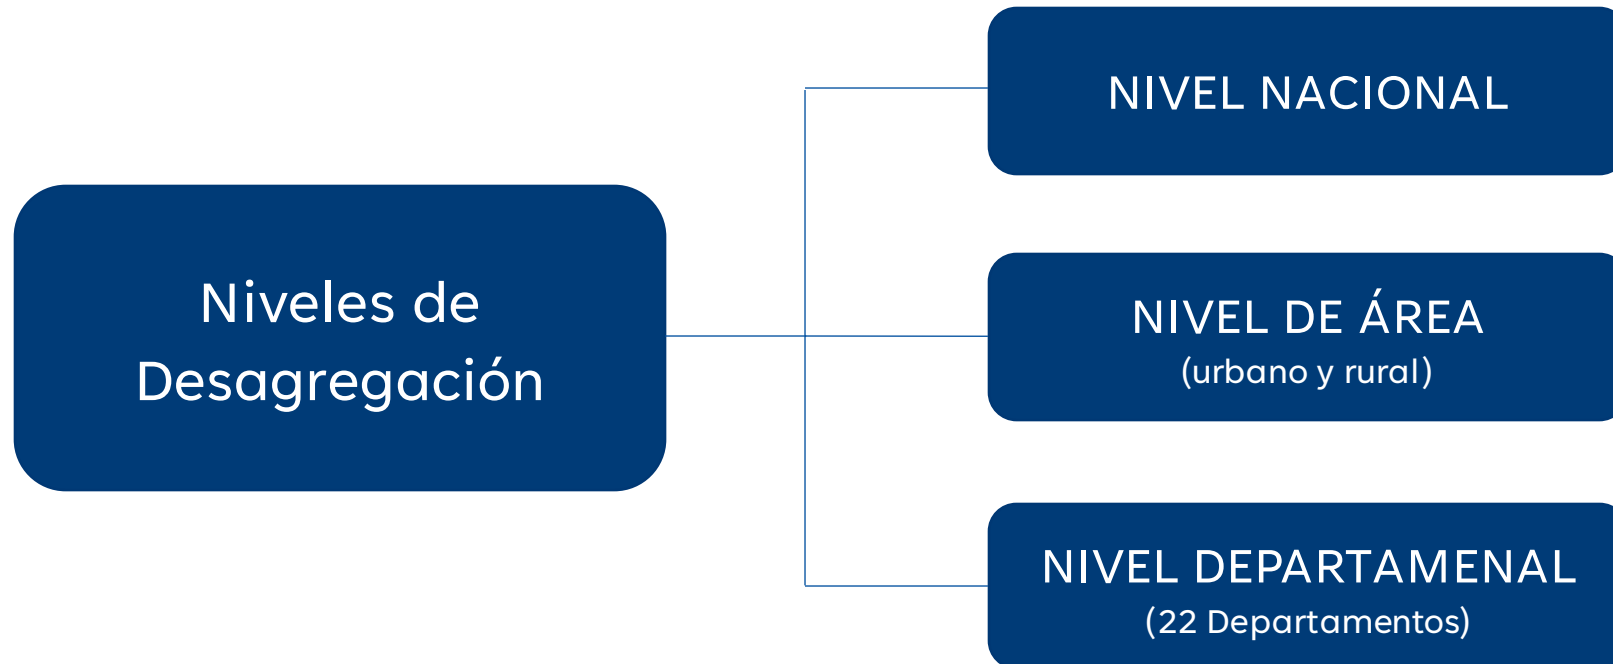 Niveles de
Desagregación
NIVEL NACIONAL
NIVEL DE ÁREA
(urbano y rural)
NIVEL DEPARTAMENAL
(22 Departamentos)